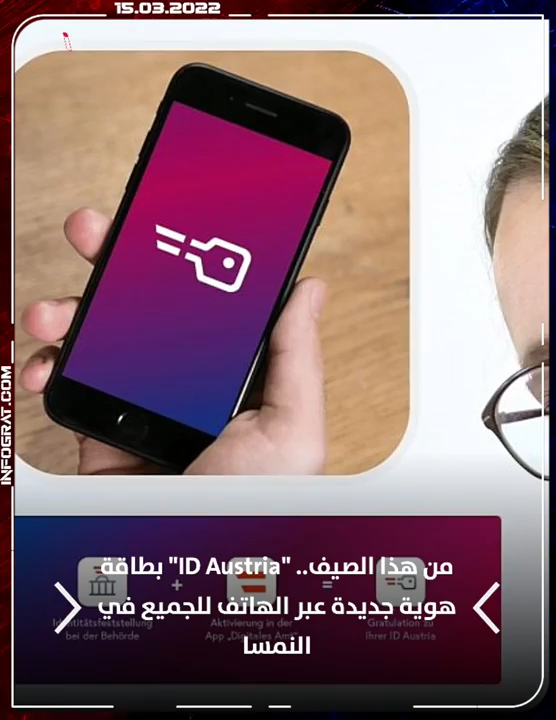 15.03.2022
INFOGRAT.COM
من هذا الصيف.. "ID Austria" بطاقة
هوية جديدة عبر الهاتف للجميع في
النمسا
Identitätsfeststellung
bei der Behörde
+
Aktivierung in der
App „Digitales Amt“
=
Gratulation zu
Ihrer ID Austria